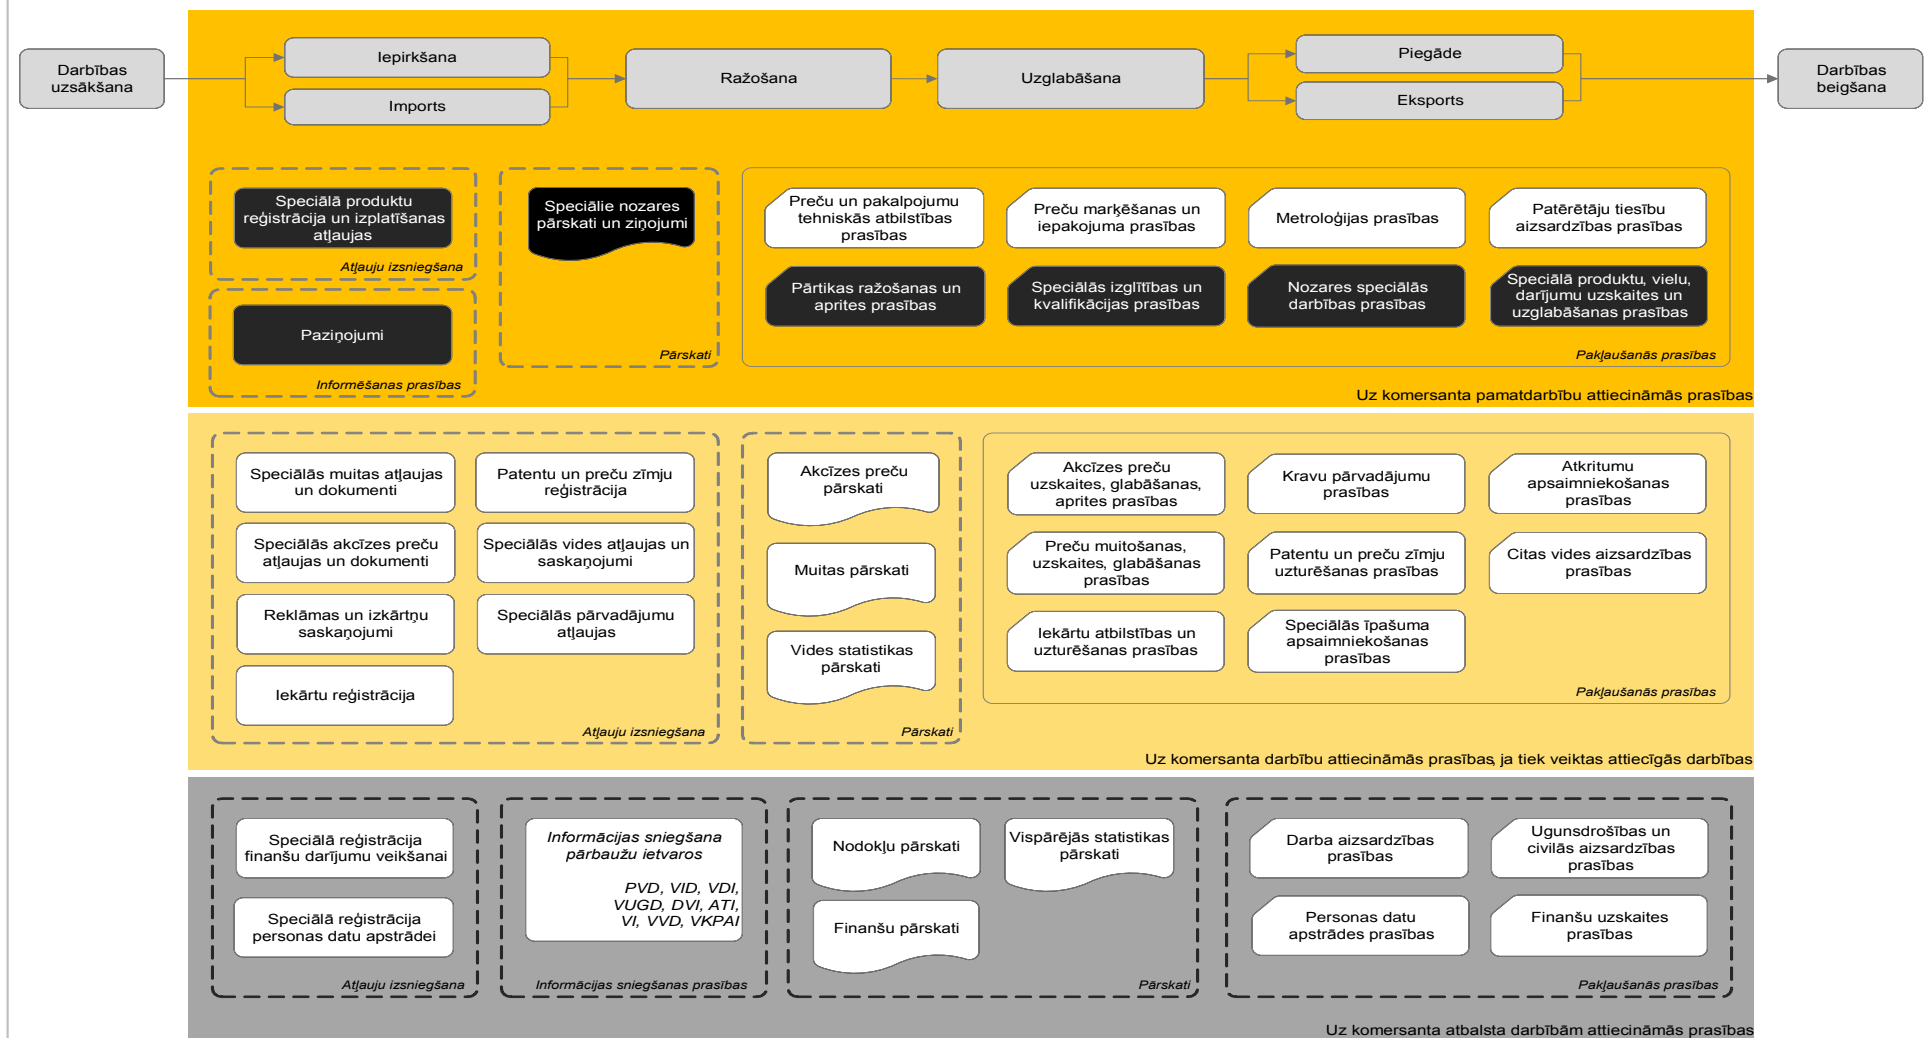 Darbības
uzsākšana
Iepirkšana
Imports
Ražošana
Uzglabāšana
Piegāde
Eksports
Darbības
beigšana
Speciālā produktu
reģistrācija un izplatīšanas
atļaujas
Atļauju izsniegšana
Paziņojumi
Informēšanas prasības
Speciālie nozares
pārskati un ziņojumi
Pārskati
Preču un pakalpojumu
tehniskās atbilstības
prasības
Preču marķēšanas un
iepakojuma prasības
Metroloģijas prasības
Patērētāju tiesību
aizsardzības prasības
Pārtikas ražošanas un
aprites prasības
Speciālās izglītības un
kvalifikācijas prasības
Nozares speciālās
darbības prasības
Speciālā produktu, vielu,
darījumu uzskaites un
uzglabāšanas prasības
Pakļaušanās prasības
Uz komersanta pamatdarbību attiecināmās prasības
Speciālās muitas atļaujas
un dokumenti
Patentu un preču zīmju
reģistrācija
Speciālās akcīzes preču
atļaujas un dokumenti
Speciālās vides atļaujas un
saskaņojumi
Reklāmas un izkārtņu
saskaņojumi
Speciālās pārvadājumu
atļaujas
Iekārtu reģistrācija
Atļauju izsniegšana
Akcīzes preču
pārskati
Muitas pārskati
Vides statistikas
pārskati
Pārskati
Akcīzes preču
uzskaites, glabāšanas,
aprites prasības
Kravu pārvadājumu
prasības
Atkritumu
apsaimniekošanas
prasības
Preču muitošanas,
uzskaites, glabāšanas
prasības
Patentu un preču zīmju
uzturēšanas prasības
Citas vides aizsardzības
prasības
Iekārtu atbilstības un
uzturēšanas prasības
Speciālās īpašuma
apsaimniekošanas
prasības
Pakļaušanās prasības
Uz komersanta darbību attiecināmās prasības, ja tiek veiktas attiecīgās darbības
Speciālā reģistrācija
finanšu darījumu veikšanai
Speciālā reģistrācija
personas datu apstrādei
Atļauju izsniegšana
Informācijas sniegšana
pārbaužu ietvaros
PVD, VID, VDI,
VUGD, DVI, ATI,
VI, VVD, VKPAI
Informācijas sniegšanas prasības
Nodokļu pārskati
Vispārējās statistikas
pārskati
Finanšu pārskati
Pārskati
Darba aizsardzības
prasības
Ugunsdrošības un
civilās aizsardzības
prasības
Personas datu
apstrādes prasības
Finanšu uzskaites
prasības
Pakļaušanās prasības
Uz komersanta atbalsta darbībām attiecināmās prasības